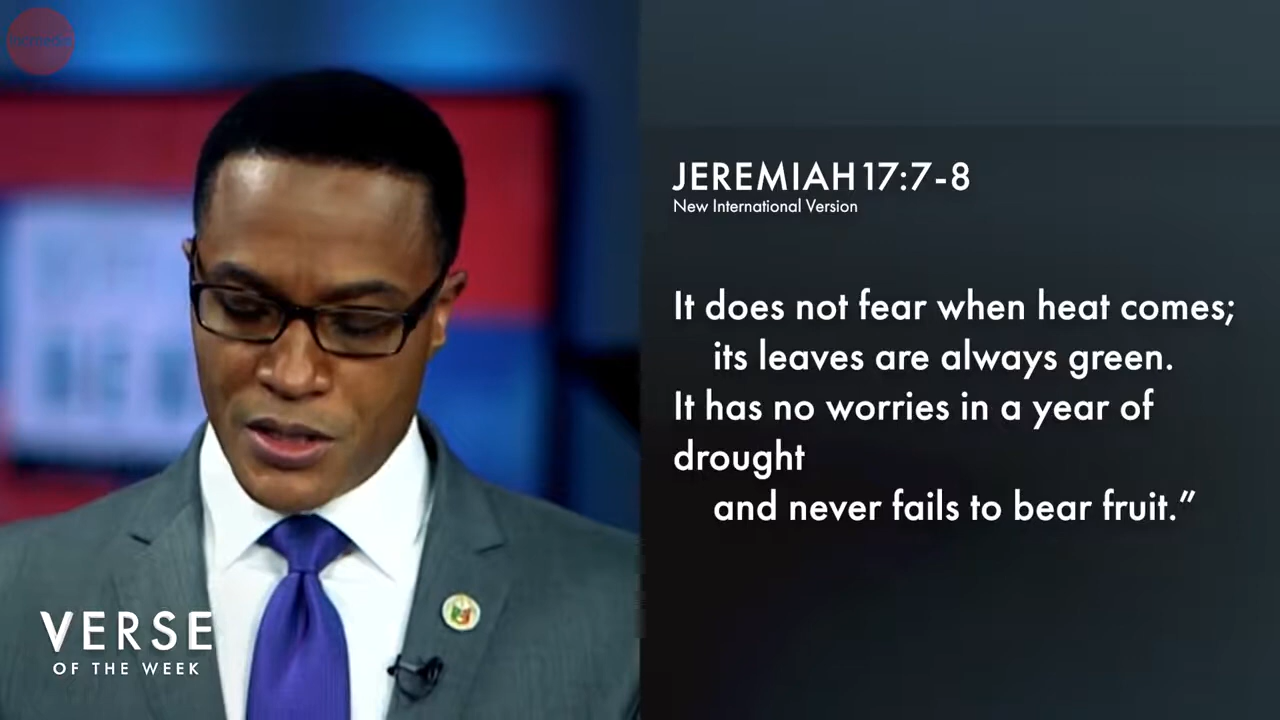 JEREMIAH 17:7-8
New International Version
It does not fear when heat comes;
its leaves are always green.
It has no worries in a year of
drought
and never fails to bear fruit.”
VERSE
OF THE WEEK